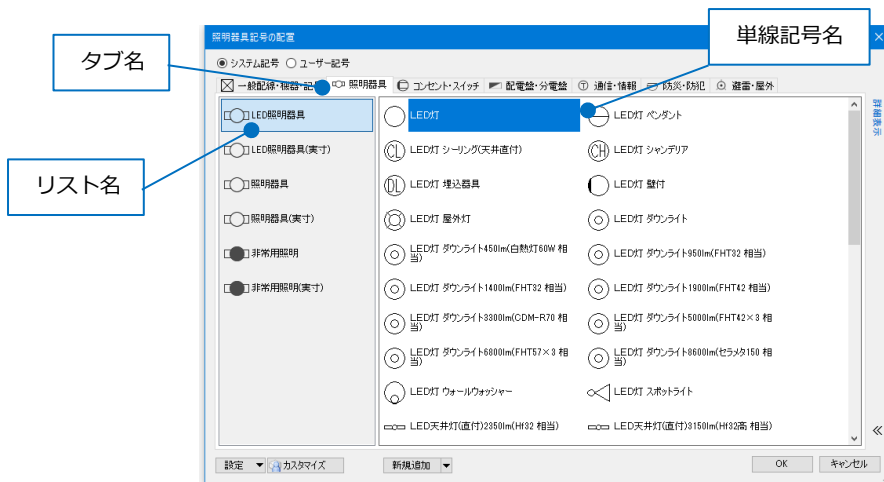 単線記号名
タブ名
リスト名
照明器具記号の配置
システム記号 ユーザー記号
一般配線・機器・記 照明器具 コンセント・スイッチ 配電盤・分電盤 通信・情報 防災・防犯 避雷・屋外
詳細表示
LED照明器具
LED照明器具(実寸)
照明器具
照明器具(実寸)
非常用照明
非常用照明(実寸)
LED灯 LED灯 ペンダント
CL LED灯 シーリング(天井直付) CH LED灯 シャンデリア
DL LED灯 埋込器具 LED灯 壁付
LED灯 屋外灯 LED灯 ダウンライト
LED灯 ダウンライト450lm(白熱灯60W 相
当) LED灯 ダウンライト950lm(FHT32 相当)
LED灯 ダウンライト1400lm(FHT32 相当) LED灯 ダウンライト1900lm(FHT42 相当)
LED灯 ダウンライト3300lm(CDM-R70 相
当) LED灯 ダウンライト5000lm(FHT42×3 相
当)
LED灯 ダウンライト6800lm(FHT57×3 相
当) LED灯 ダウンライト8600lm(セラメタ150 相
当)
LED灯 ウォールウォッシャー LED灯 スポットライト
LED天井灯(直付)2350lm(Hf32 相当) LED天井灯(直付)3150lm(Hf32高 相当)
設定 カスタマイズ 新規追加 OK キャンセル